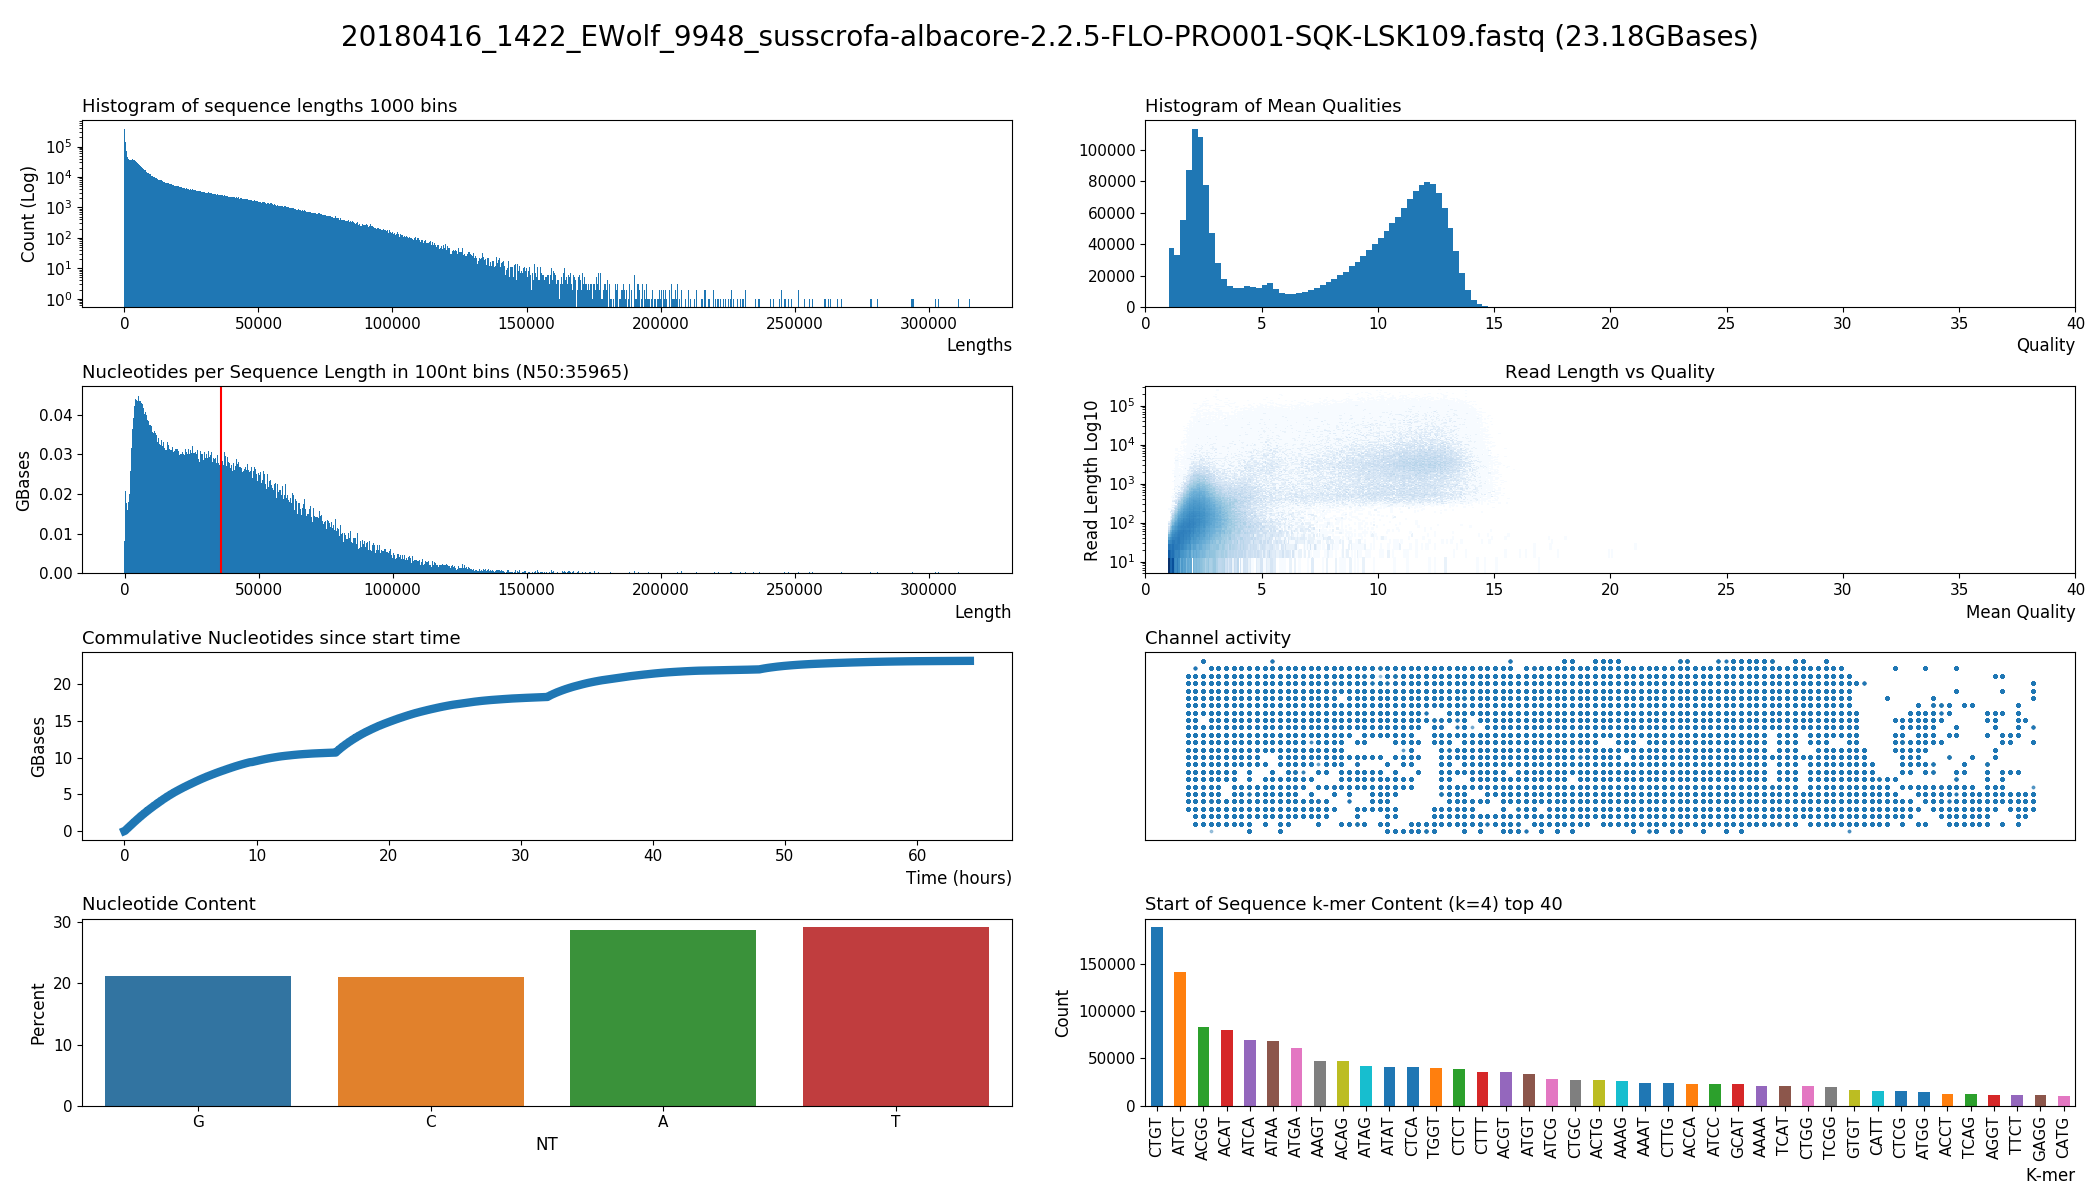 20180416_1422_EWolf_9948_susscrofa-albacore-2.2.5-FLO-PRO001-SQK-LSK109.fastq (23.18GBases)
Histogram of sequence lengths 1000 bins
Count (Log)
10^5
10^4
10^3
10^2
10^1
10^0
0 50000 100000 150000 200000 250000 300000
Lengths
Histogram of Mean Qualities
100000
80000
60000
40000
20000
0
0 5 10 15 20 25 30 35 40
Quality
Nucleotides per Sequence Length in 100nt bins (N50:35965)
GBases
0.04
0.03
0.02
0.01
0.00
0 50000 100000 150000 200000 250000 300000
Length
Read Length vs Quality
Read Length Log10
10^5
10^4
10^3
10^2
10^1
0 5 10 15 20 25 30 35 40
Mean Quality
Commulative Nucleotides since start time
GBases
20
15
10
5
0
0 10 20 30 40 50 60
Time (hours)
Channel activity
Nucleotide Content
Percent
30
20
10
0
G C A T
NT
Start of Sequence k-mer Content (k=4) top 40
Count
150000
100000
50000
0
CTGT ATCT ACGG ACAT ATCA ATAA ATGA AAGT ACAG ATAG ATAT CTCA TGGT CTCT CTTT ACGT ATGT ATCG CTGC ACTG AAAG AAAT CTTG ACCA ATCC GCAT AAAA TCAT CTGG TCGG GTGT CATT CTCG ATGG ACCT TCAG AGGT TTCT GAGG CATG
K-mer